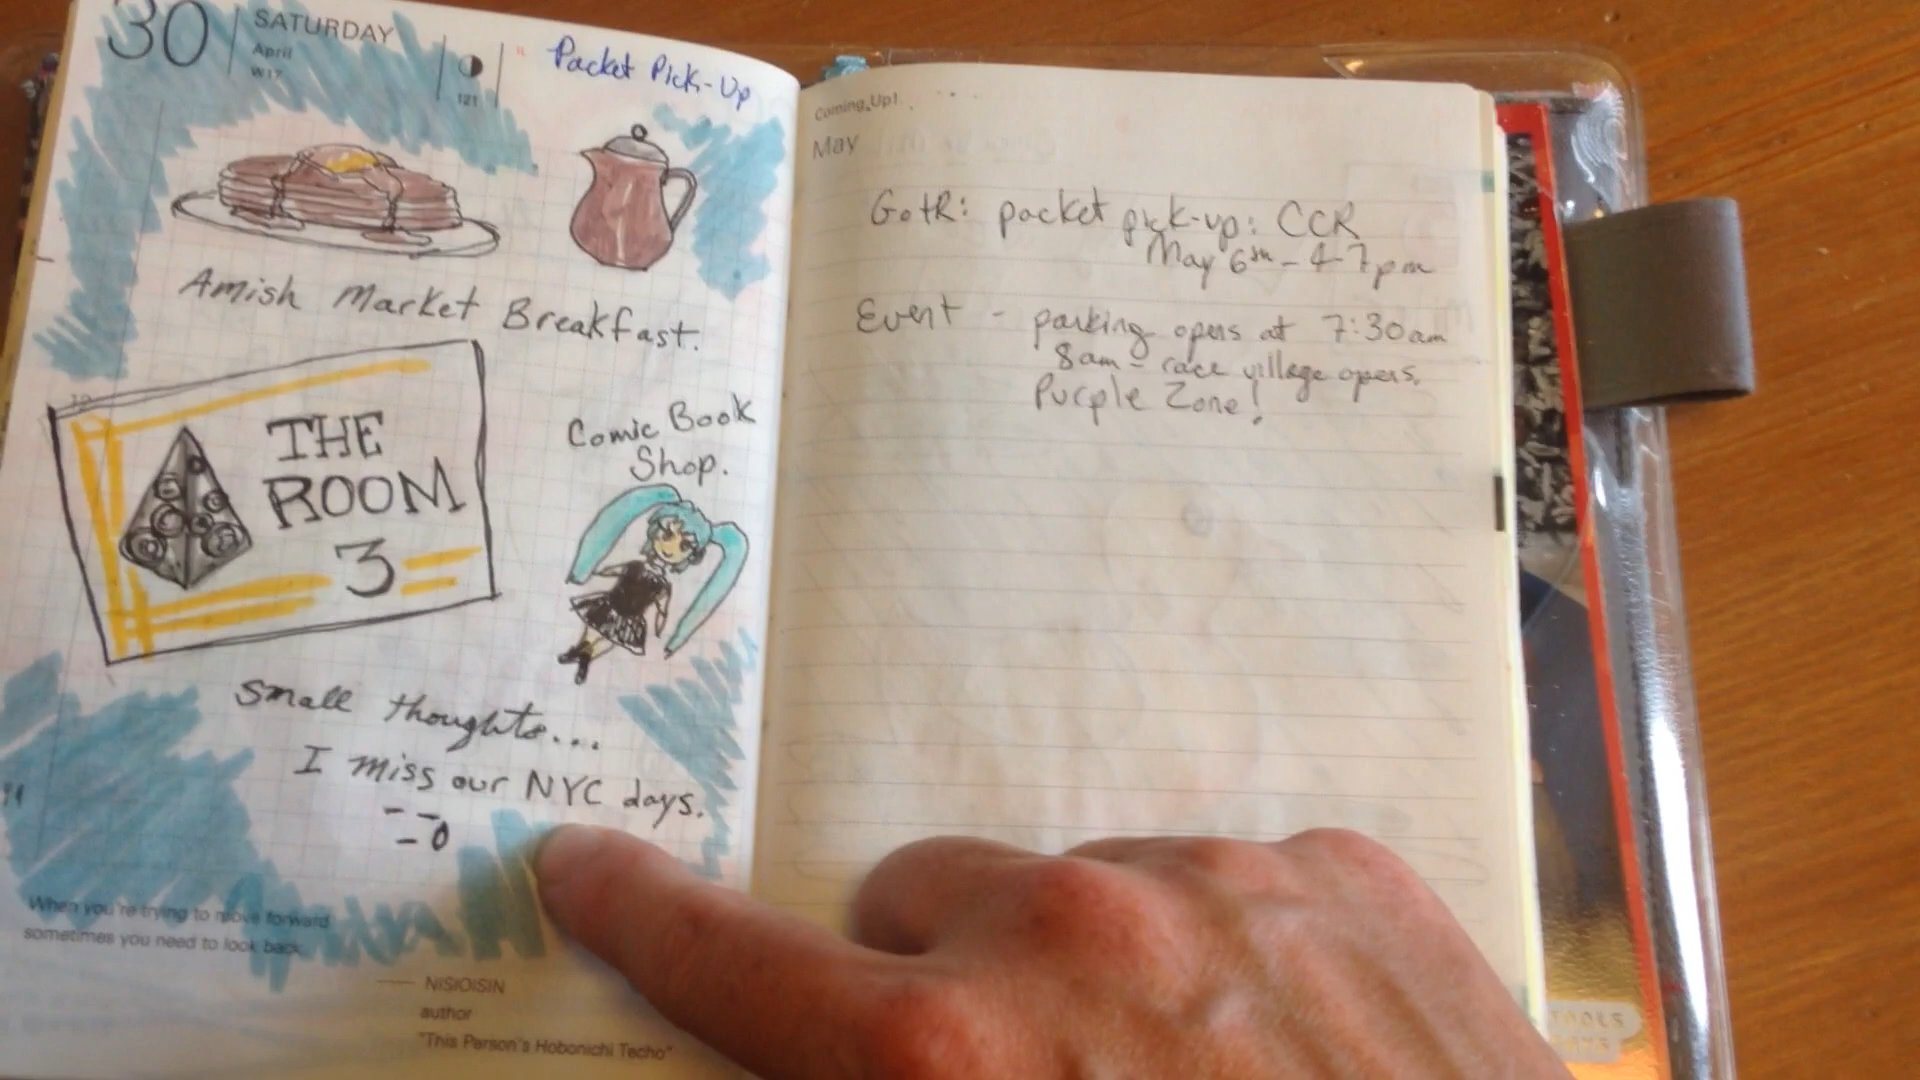 30
SATURDAY
April
W17
121
Packet Pick-Up
Amish Market Breakfast.
THE
ROOM
3
Comic Book
Shop.
Small thoughts...
I miss our NYC days.
When you're trying to move forward
sometimes you need to look back.
NISIOISIN
author
"This Person's Hobonichi Techo"
Coming Up!
May
GotR: packet pick-up: CCR
May 6th - 4-7pm
Event - parking opens at 7:30am
8am - race village opens.
Purple Zone!